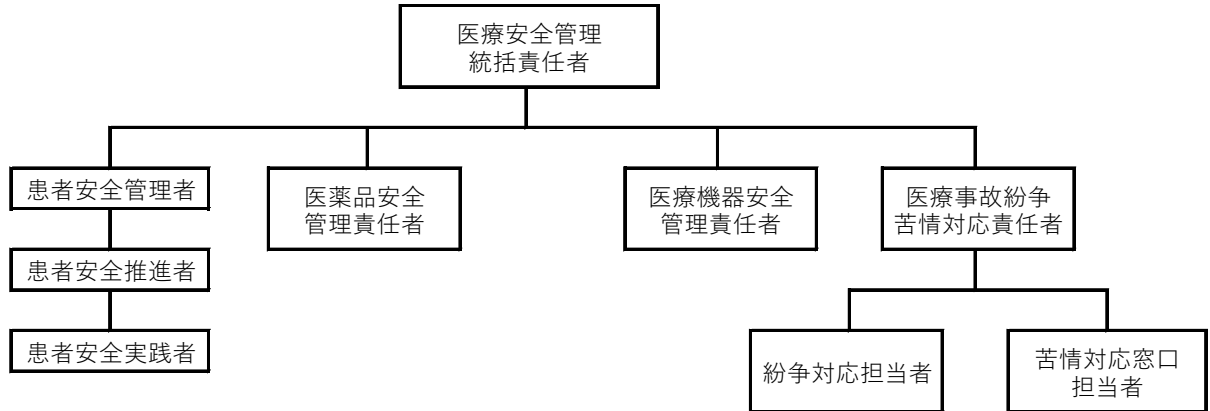 医療安全管理
統括責任者
患者安全管理者
医薬品安全
管理責任者
医療機器安全
管理責任者
医療事故紛争
苦情対応責任者
患者安全推進者
患者安全実践者
紛争対応担当者
苦情対応窓口
担当者